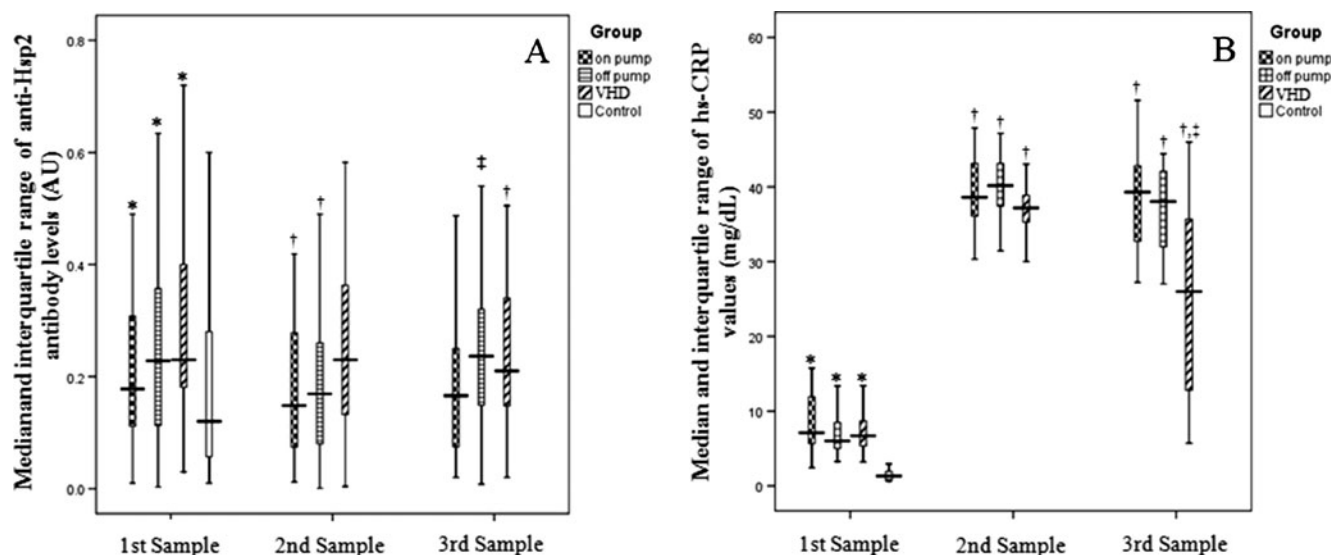 A
Group
on pump
off pump
VHD
Control
Medianand interquartile range of anti-Hsp2
antibody levels (AU)
0.8
0.6
0.4
0.2
0.0
*
*
*
†
†
‡
†
1st Sample
2nd Sample
3rd Sample
B
Group
on pump
off pump
VHD
Control
Median and interquartile range of hs-CRP
values (mg/dL)
60
50
40
30
20
10
0
*
*
*
†
†
†
†
†
†,‡
1st Sample
2nd Sample
3rd Sample